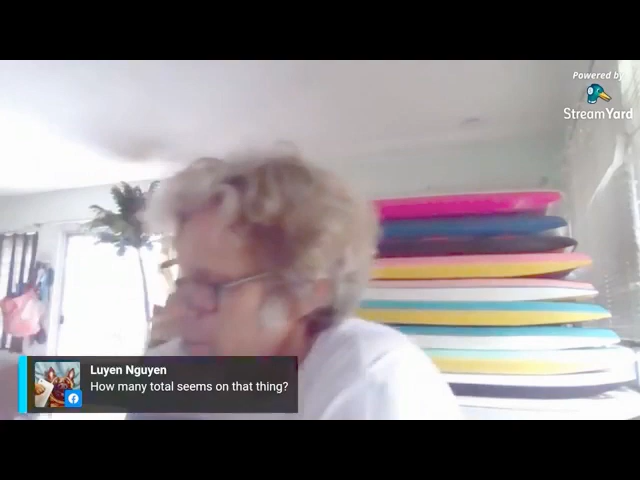 Powered by
StreamYard
Luyen Nguyen
How many total seems on that thing?